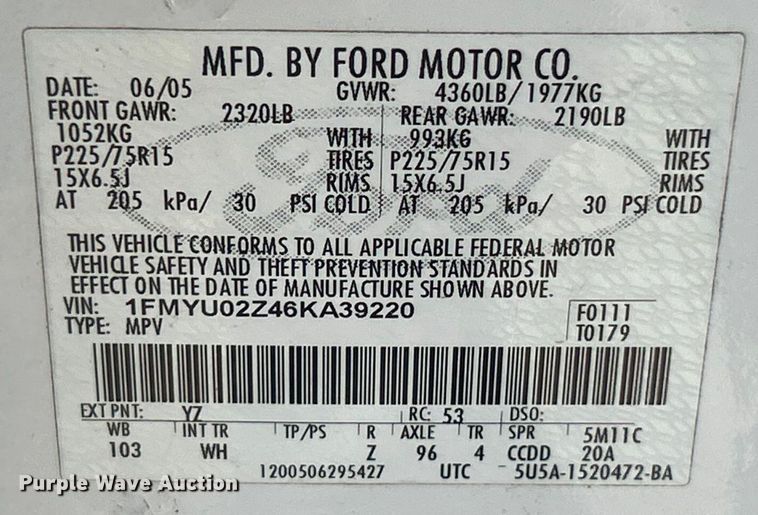 MFD. BY FORD MOTOR CO.
DATE: 06/05 GVWR: 4360LB/1977KG
FRONT GAWR: 2320LB REAR GAWR: 2190LB
1052KG WITH 993KG WITH
P225/75R15 TIRES P225/75R15 TIRES
15X6.5J RIMS 15X6.5J RIMS
AT 205 kPa/ 30 PSI COLD AT 205 kPa/ 30 PSI COLD
Ford
THIS VEHICLE CONFORMS TO ALL APPLICABLE FEDERAL MOTOR
VEHICLE SAFETY AND THEFT PREVENTION STANDARDS IN
EFFECT ON THE DATE OF MANUFACTURE SHOWN ABOVE.
VIN: 1FMYU02Z46KA39220 F0111
TYPE: MPV T0179
EXT PNT: YZ RC: 53 DSO:
WB INT TR TP/PS R AXLE TR SPR 5M11C
103 WH Z 96 4 CCDD 20A
1200506295427 UTC 5U5A-1520472-BA
Purple Wave Auction